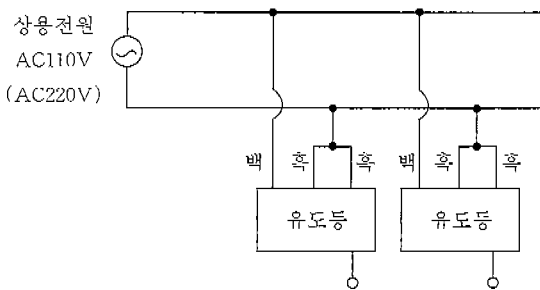 상용전원
AC110V
(AC220V)
백 흑 흑 백 흑 흑
유도등 유도등